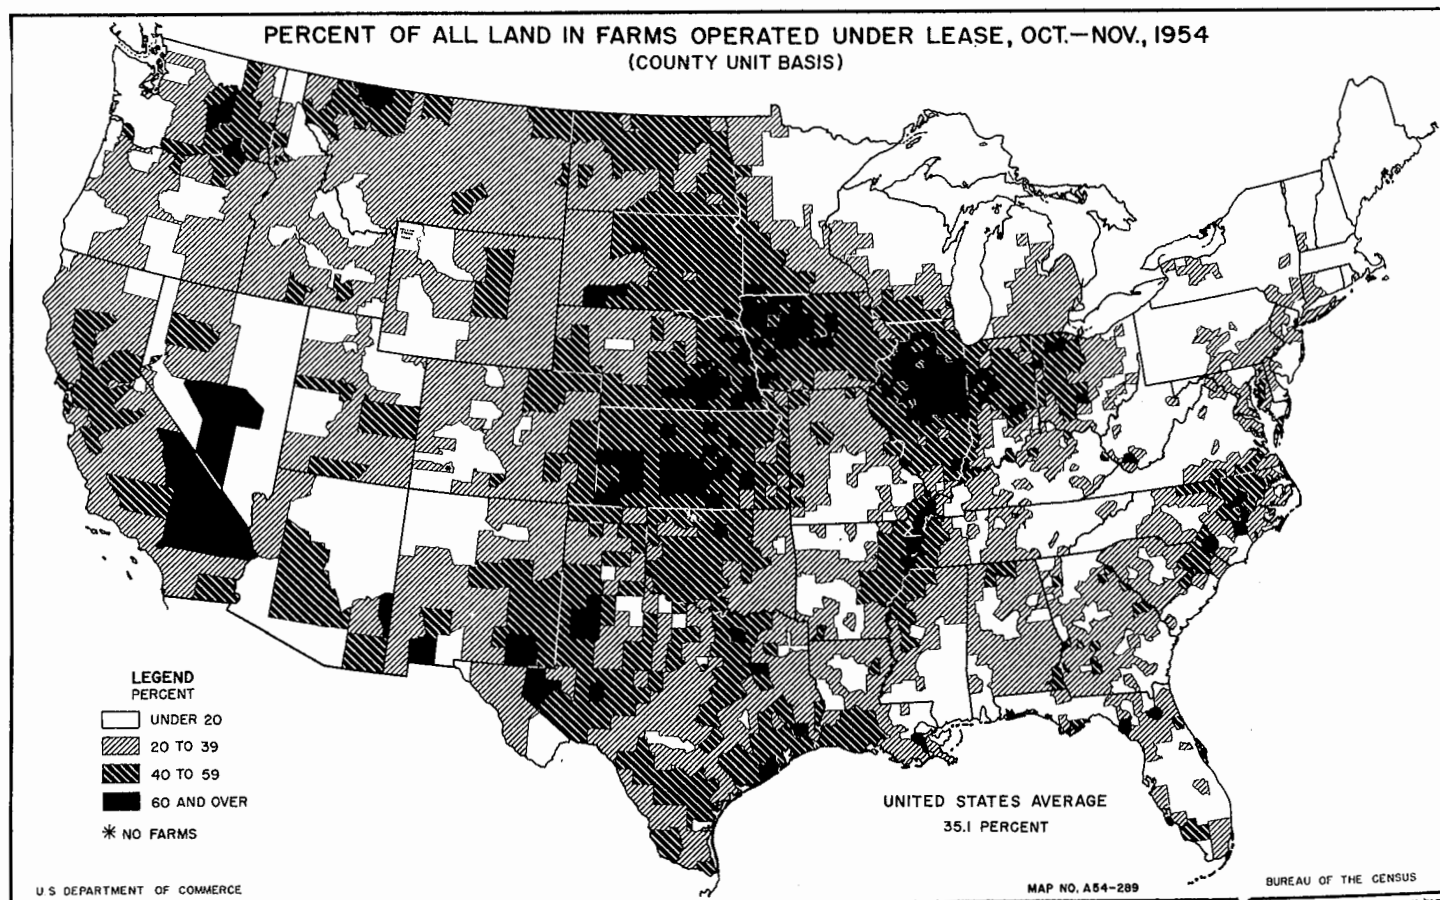 PERCENT OF ALL LAND IN FARMS OPERATED UNDER LEASE, OCT.—NOV., 1954
(COUNTY UNIT BASIS)
LEGEND
PERCENT
UNDER 20
20 TO 39
40 TO 59
60 AND OVER
* NO FARMS
UNITED STATES AVERAGE
35.1 PERCENT
U S DEPARTMENT OF COMMERCE
MAP NO. A54-289
BUREAU OF THE CENSUS